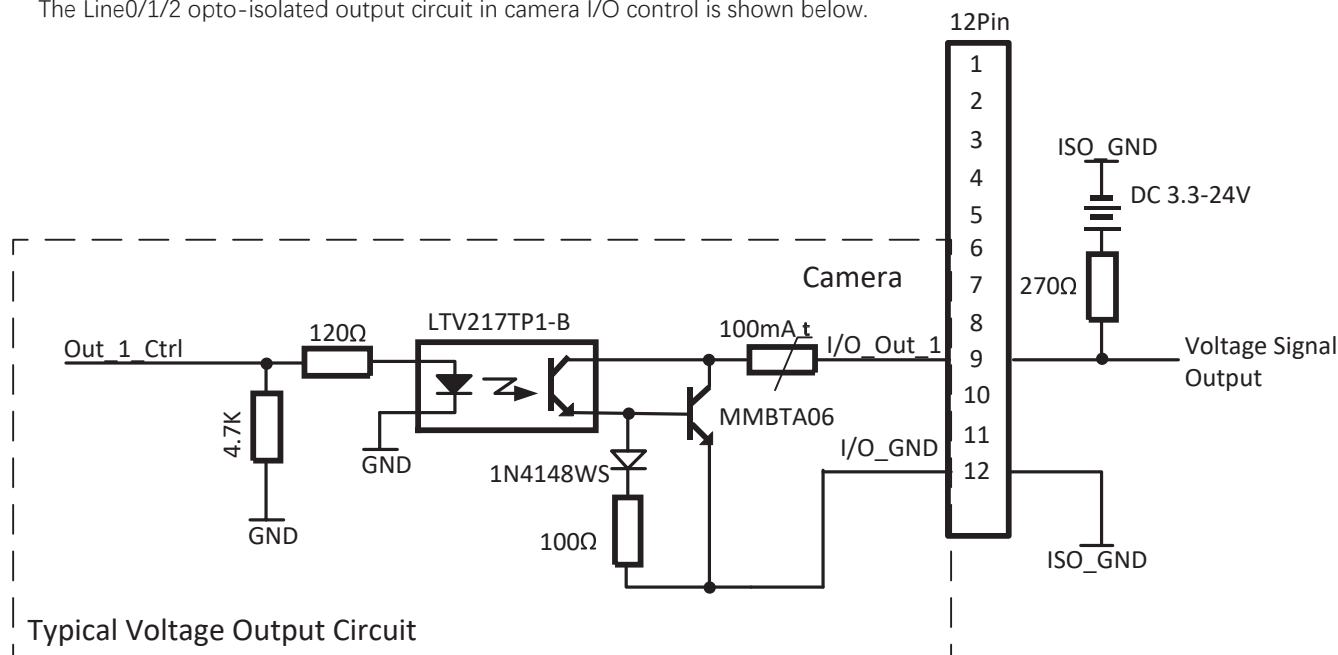 The Line0/1/2 opto-isolated output circuit in camera I/O control is shown below.
12Pin
1
2
3
4
5
6
7
8
9
10
11
12
ISO_GND
DC 3.3-24V
270Ω
Voltage Signal
Output
ISO_GND
Camera
Out_1_Ctrl
120Ω
LTV217TP1-B
100mA t
I/O_Out_1
4.7K
GND
GND
MMBTA06
1N4148WS
100Ω
I/O_GND
Typical Voltage Output Circuit